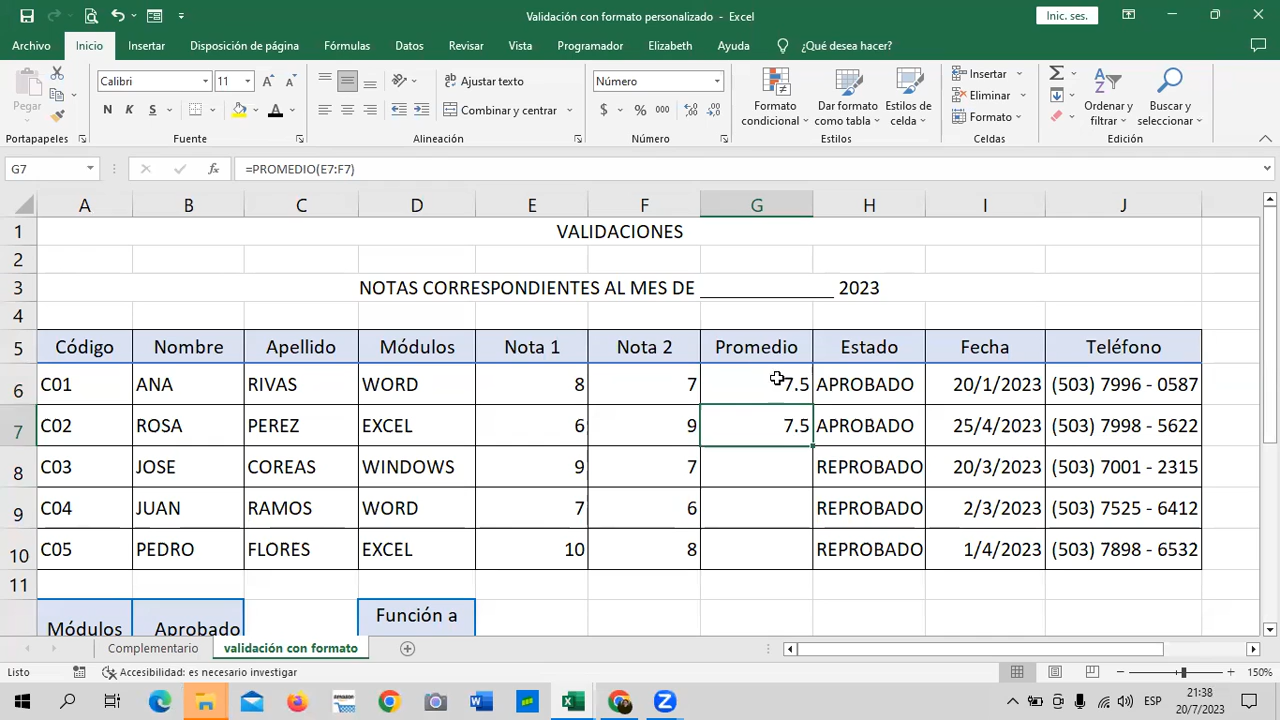 Validación con formato personalizado - Excel
Inic. ses.
Archivo Inicio Insertar Disposición de página Fórmulas Datos Revisar Vista Programador Elizabeth Ayuda ¿Qué desea hacer?
Pegar
Calibri 11
N K S
Ajustar texto
Combinar y centrar
Número
$ % 000
Formato condicional
Dar formato como tabla
Estilos de celda
Insertar
Eliminar
Formato
Ordenar y filtrar
Buscar y seleccionar
Portapapeles Fuente Alineación Número Estilos Celdas Edición
G7 fx =PROMEDIO(E7:F7)
A B C D E F G H I J
1 VALIDACIONES
2
3 NOTAS CORRESPONDIENTES AL MES DE ____________ 2023
4
5 Código Nombre Apellido Módulos Nota 1 Nota 2 Promedio Estado Fecha Teléfono
6 C01 ANA RIVAS WORD 8 7 7.5 APROBADO 20/1/2023 (503) 7996 - 0587
7 C02 ROSA PEREZ EXCEL 6 9 7.5 APROBADO 25/4/2023 (503) 7998 - 5622
8 C03 JOSE COREAS WINDOWS 9 7 REPROBADO 20/3/2023 (503) 7001 - 2315
9 C04 JUAN RAMOS WORD 7 6 REPROBADO 2/3/2023 (503) 7525 - 6412
10 C05 PEDRO FLORES EXCEL 10 8 REPROBADO 1/4/2023 (503) 7898 - 6532
11
Módulos Aprobado Función a
Complementario validación con formato
Listo Accesibilidad: es necesario investigar 150%
ESP 21:38
20/7/2023